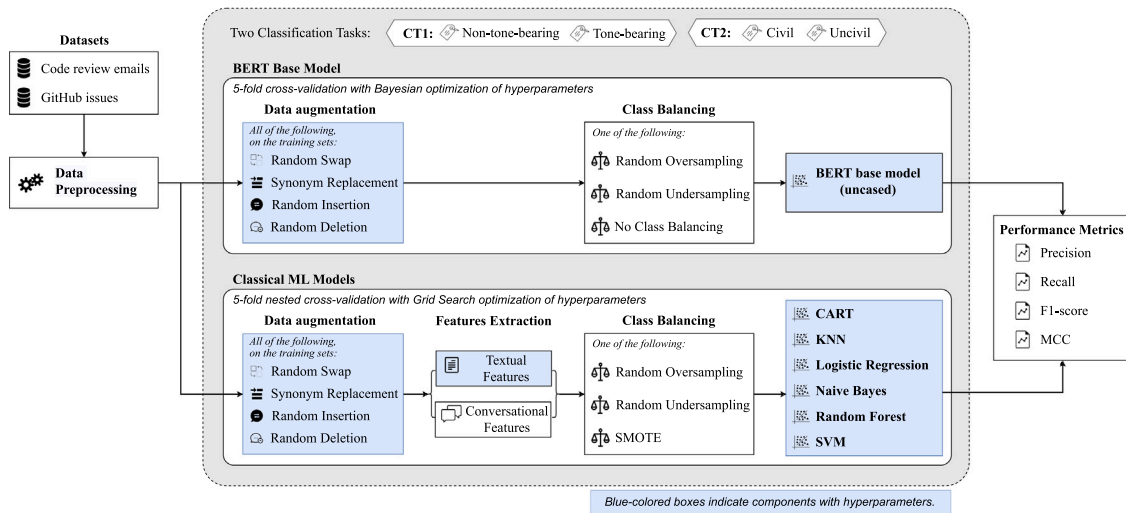 Datasets
Code review emails
GitHub issues
Data
Preprocessing
Two Classification Tasks:
CT1: Non-tone-bearing Tone-bearing
CT2: Civil Uncivil
BERT Base Model
5-fold cross-validation with Bayesian optimization of hyperparameters
Data augmentation
All of the following,
on the training sets:
Random Swap
Synonym Replacement
Random Insertion
Random Deletion
Class Balancing
One of the following:
Random Oversampling
Random Undersampling
No Class Balancing
BERT base model
(uncased)
Classical ML Models
5-fold nested cross-validation with Grid Search optimization of hyperparameters
Data augmentation
All of the following,
on the training sets:
Random Swap
Synonym Replacement
Random Insertion
Random Deletion
Features Extraction
Textual
Features
Conversational
Features
Class Balancing
One of the following:
Random Oversampling
Random Undersampling
SMOTE
CART
KNN
Logistic Regression
Naive Bayes
Random Forest
SVM
Performance Metrics
Precision
Recall
F1-score
MCC
Blue-colored boxes indicate components with hyperparameters.